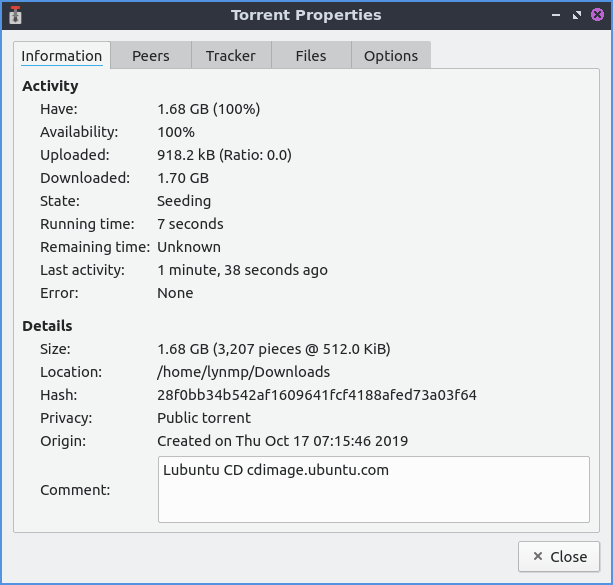 Torrent Properties
Information Peers Tracker Files Options
Activity
Have: 1.68 GB (100%)
Availability: 100%
Uploaded: 918.2 kB (Ratio: 0.0)
Downloaded: 1.70 GB
State: Seeding
Running time: 7 seconds
Remaining time: Unknown
Last activity: 1 minute, 38 seconds ago
Error: None
Details
Size: 1.68 GB (3,207 pieces @ 512.0 KiB)
Location: /home/lynmp/Downloads
Hash: 28f0bb34b542af1609641fcf4188afed73a03f64
Privacy: Public torrent
Origin: Created on Thu Oct 17 07:15:46 2019
Comment: Lubuntu CD cdimage.ubuntu.com
Close